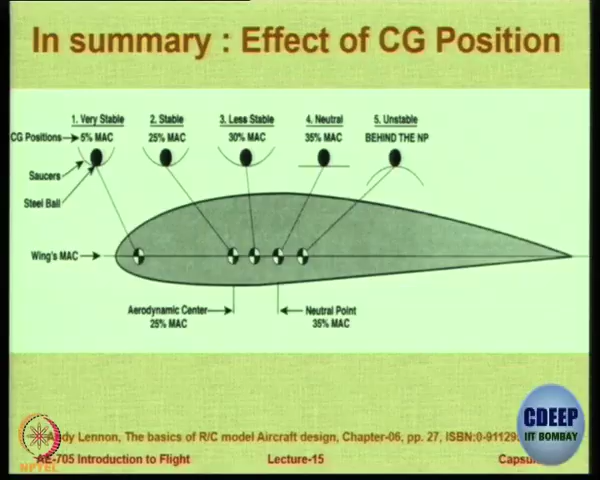 In summary : Effect of CG Position
1. Very Stable 2. Stable 3. Less Stable 4. Neutral 5. Unstable
CG Positions 5% MAC 25% MAC 30% MAC 35% MAC BEHIND THE NP
Saucers
Steel Ball
Wing's MAC
Aerodynamic Center
25% MAC
Neutral Point
35% MAC
CDEEP
IIT BOMBAY
Andy Lennon, The basics of R/C model Aircraft design, Chapter-06, pp. 27, ISBN:0-9112
AE-705 Introduction to Flight Lecture-15
NPTEL